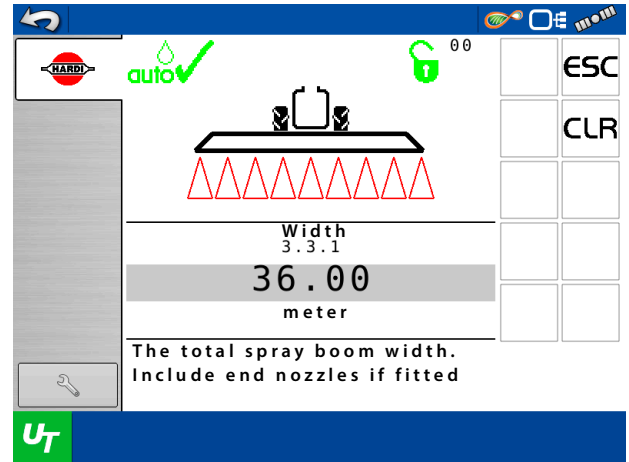 HARDI
auto
00
ESC
CLR
Width
3.3.1
36.00
meter
The total spray boom width.
Include end nozzles if fitted
UT